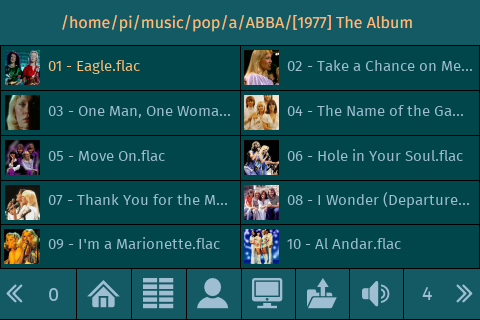 /home/pi/music/pop/a/ABBA/[1977] The Album
01 - Eagle.flac
02 - Take a Chance on Me...
03 - One Man, One Woma...
04 - The Name of the Ga...
05 - Move On.flac
06 - Hole in Your Soul.flac
07 - Thank You for the M...
08 - I Wonder (Departure...
09 - I'm a Marionette.flac
10 - Al Andar.flac
0
4